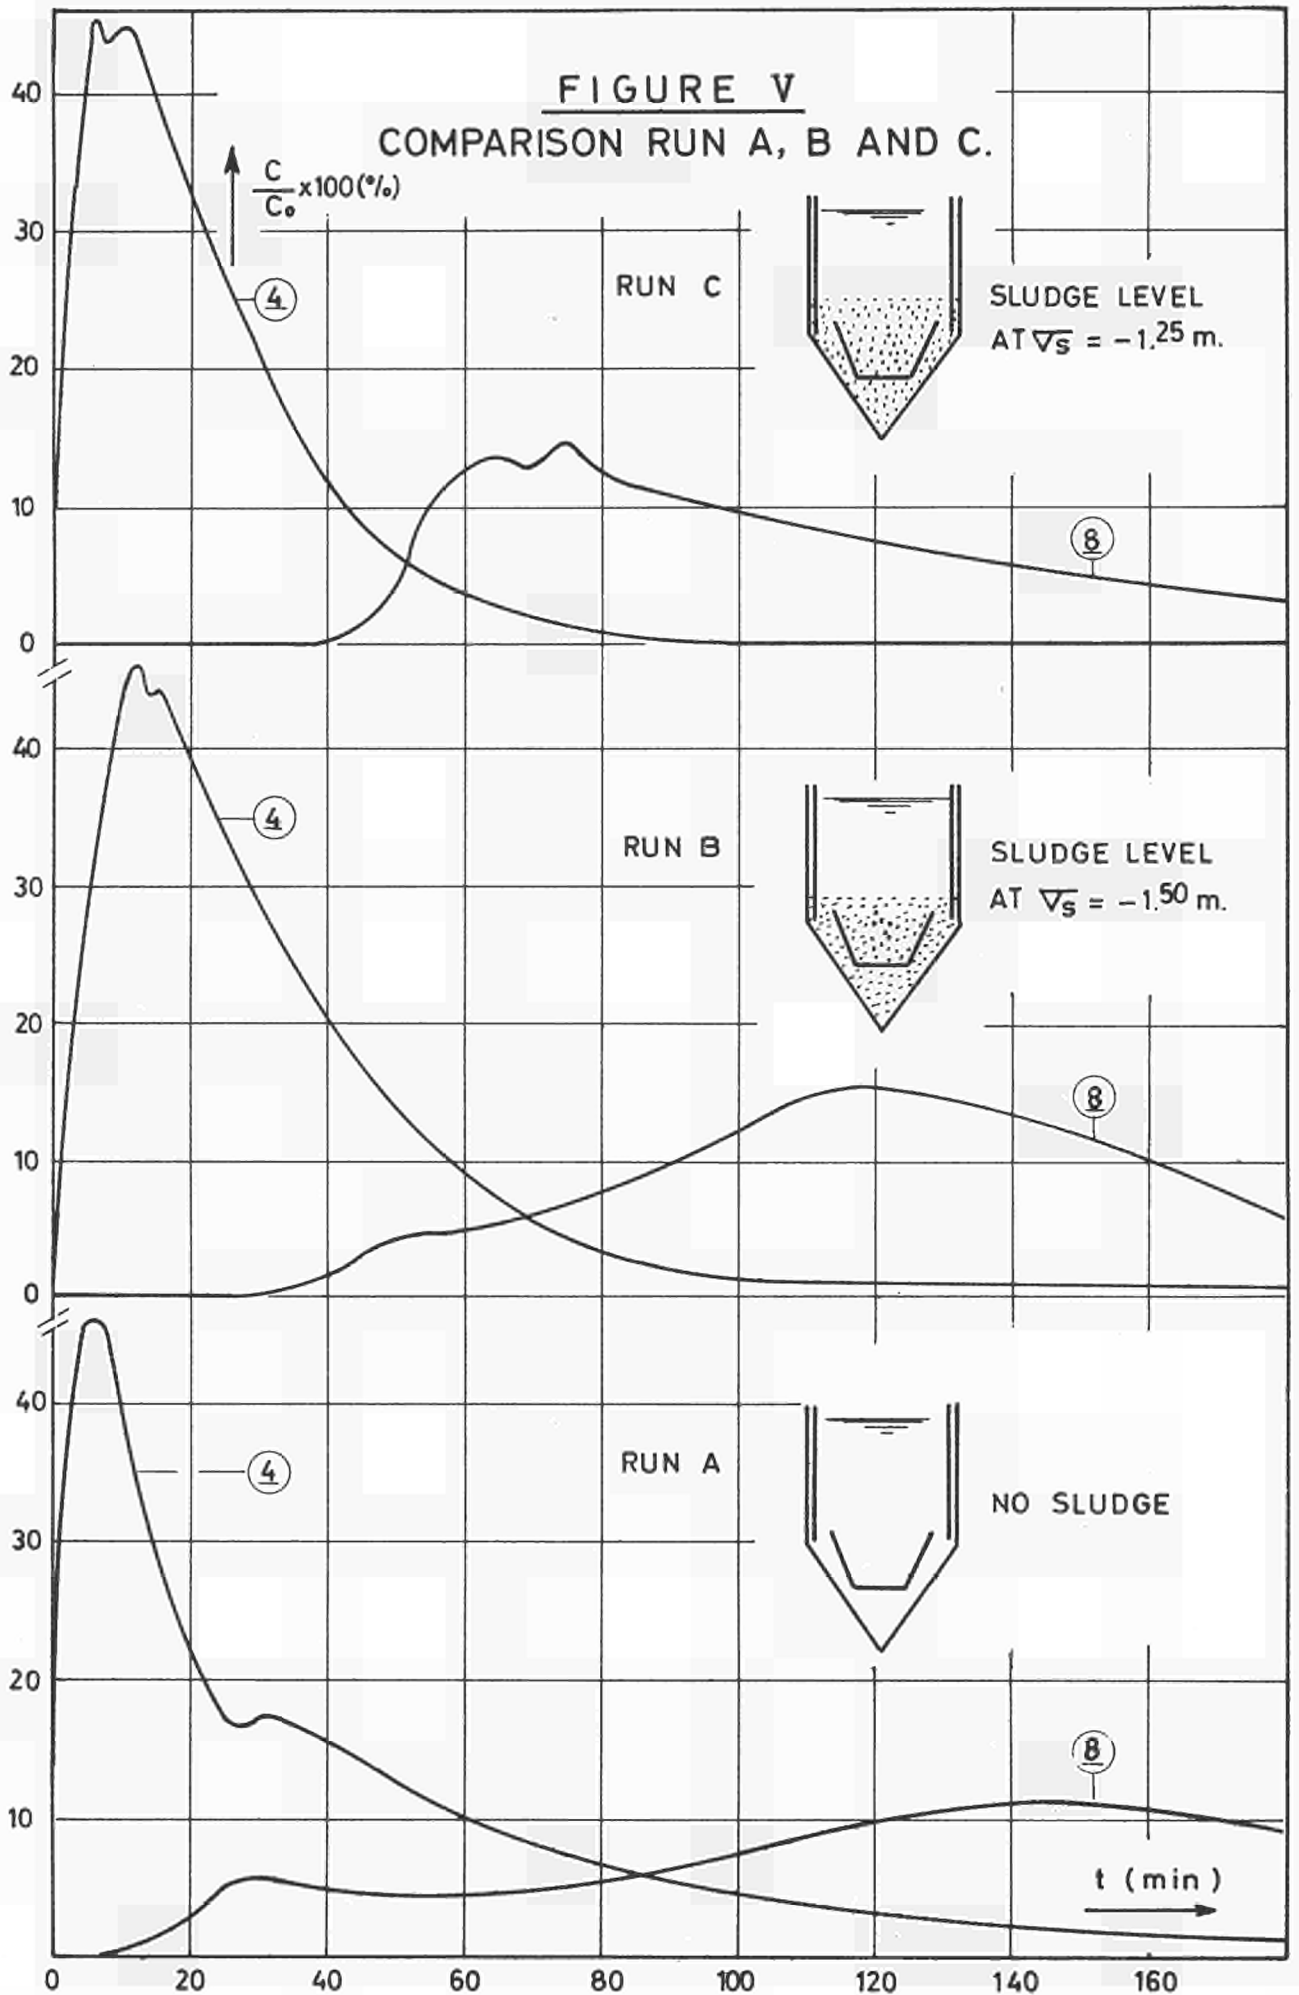 FIGURE V
COMPARISON RUN A, B AND C.
C/C₀ x100(%)
40
30
20
10
0
4
RUN C
SLUDGE LEVEL
AT ▽s = -1.25 m.
8
40
30
20
10
0
4
RUN B
SLUDGE LEVEL
AT ▽s = -1.50 m.
8
40
30
20
10
4
RUN A
NO SLUDGE
8
t (min)
0 20 40 60 80 100 120 140 160